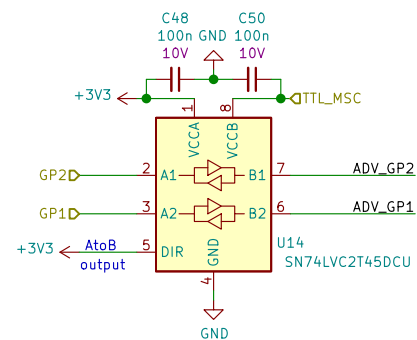 C48
100n
10V
GND
C50
100n
10V
+3V3
TTL_MSC
1
8
VCCA
VCCB
GP2
2
A1
B1
7
ADV_GP2
GP1
3
A2
B2
6
ADV_GP1
+3V3
AtoB
output
5
DIR
GND
4
U14
SN74LVC2T45DCU
GND